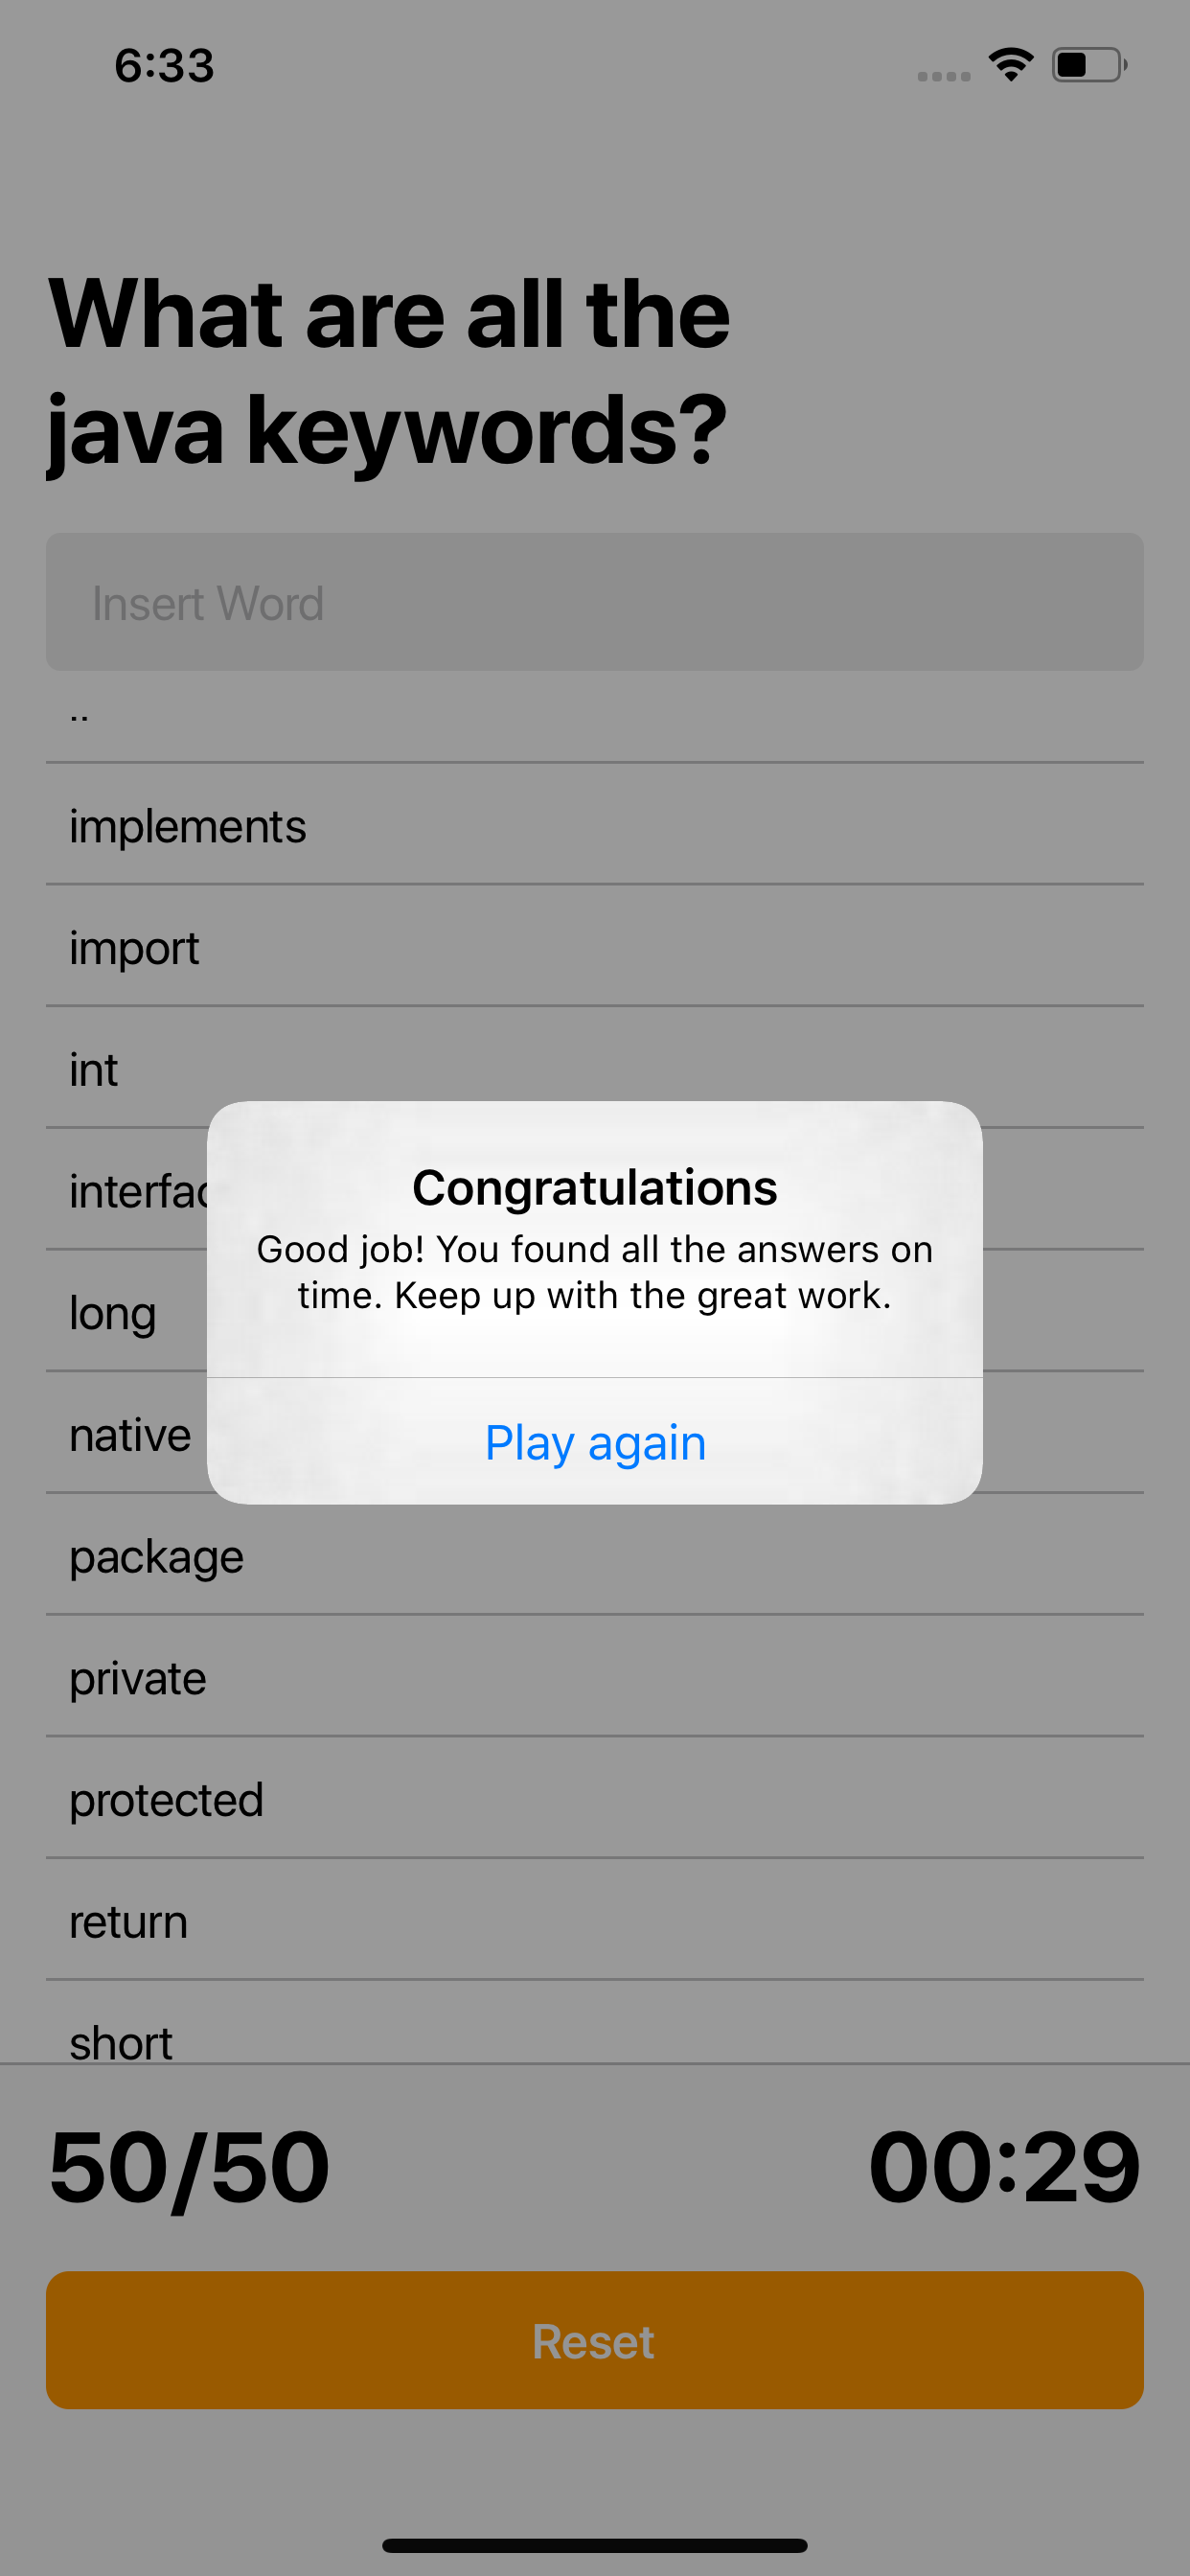 6:33
What are all the
java keywords?
Insert Word
implements
import
int
interfac
long
native
package
private
protected
return
short
Congratulations
Good job! You found all the answers on
time. Keep up with the great work.
Play again
50/50
00:29
Reset